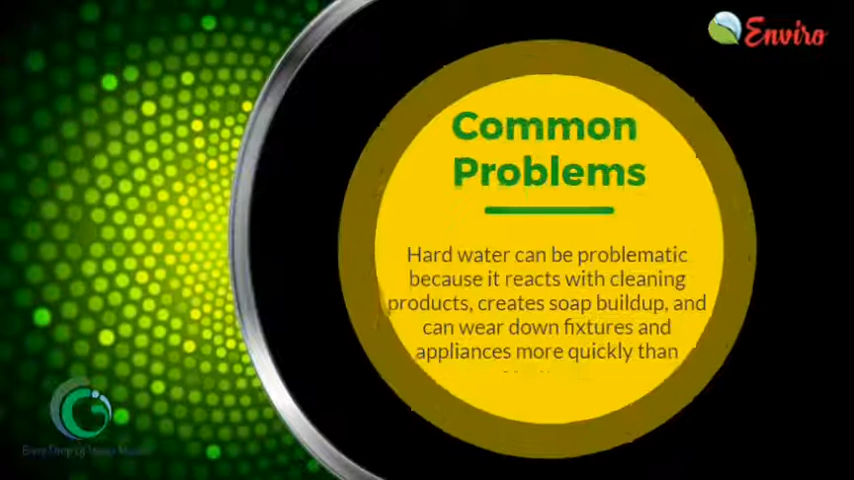 Enviro
Common
Problems
Hard water can be problematic
because it reacts with cleaning
products, creates soap buildup, and
can wear down fixtures and
appliances more quickly than